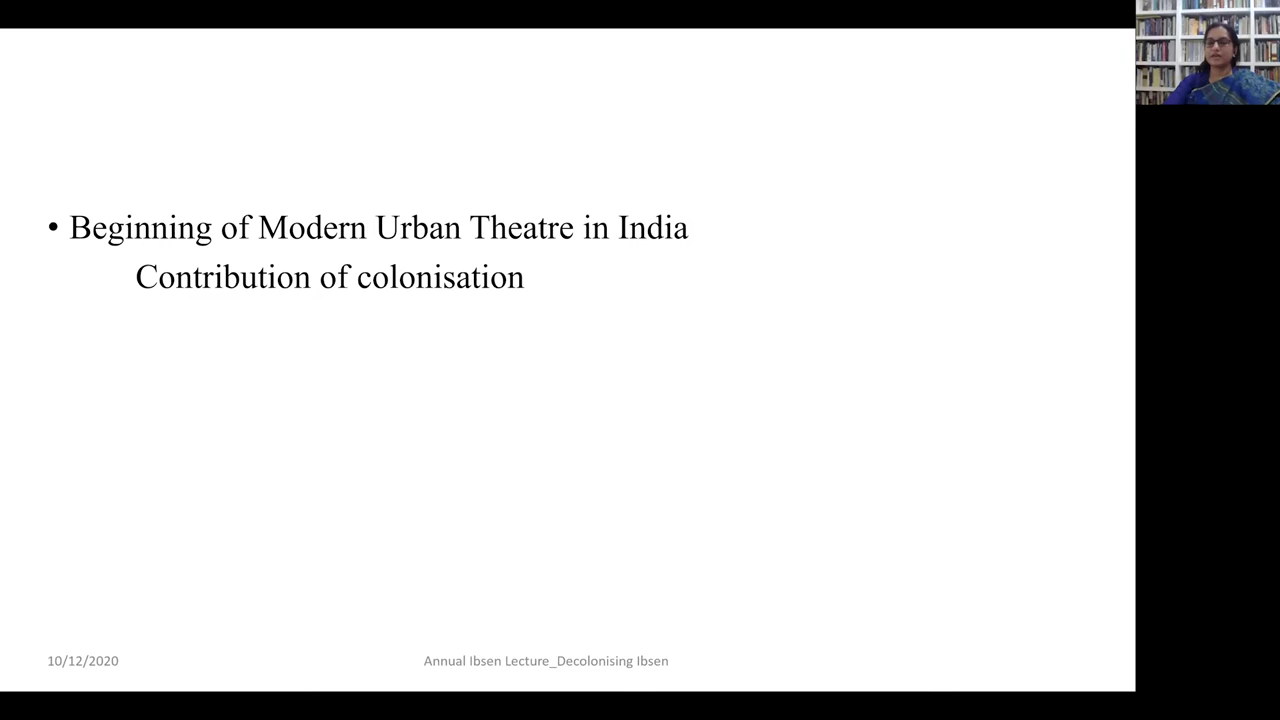 • Beginning of Modern Urban Theatre in India
Contribution of colonisation
10/12/2020
Annual Ibsen Lecture_Decolonising Ibsen